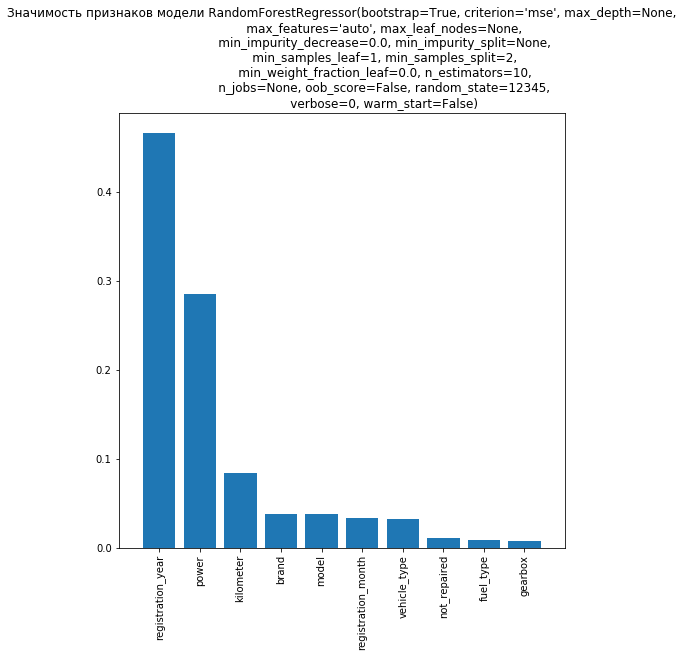 Значимость признаков модели RandomForestRegressor(bootstrap=True, criterion='mse', max_depth=None,
max_features='auto', max_leaf_nodes=None,
min_impurity_decrease=0.0, min_impurity_split=None,
min_samples_leaf=1, min_samples_split=2,
min_weight_fraction_leaf=0.0, n_estimators=10,
n_jobs=None, oob_score=False, random_state=12345,
verbose=0, warm_start=False)
0.4
0.3
0.2
0.1
0.0
registration_year
power
kilometer
brand
model
registration_month
vehicle_type
not_repaired
fuel_type
gearbox